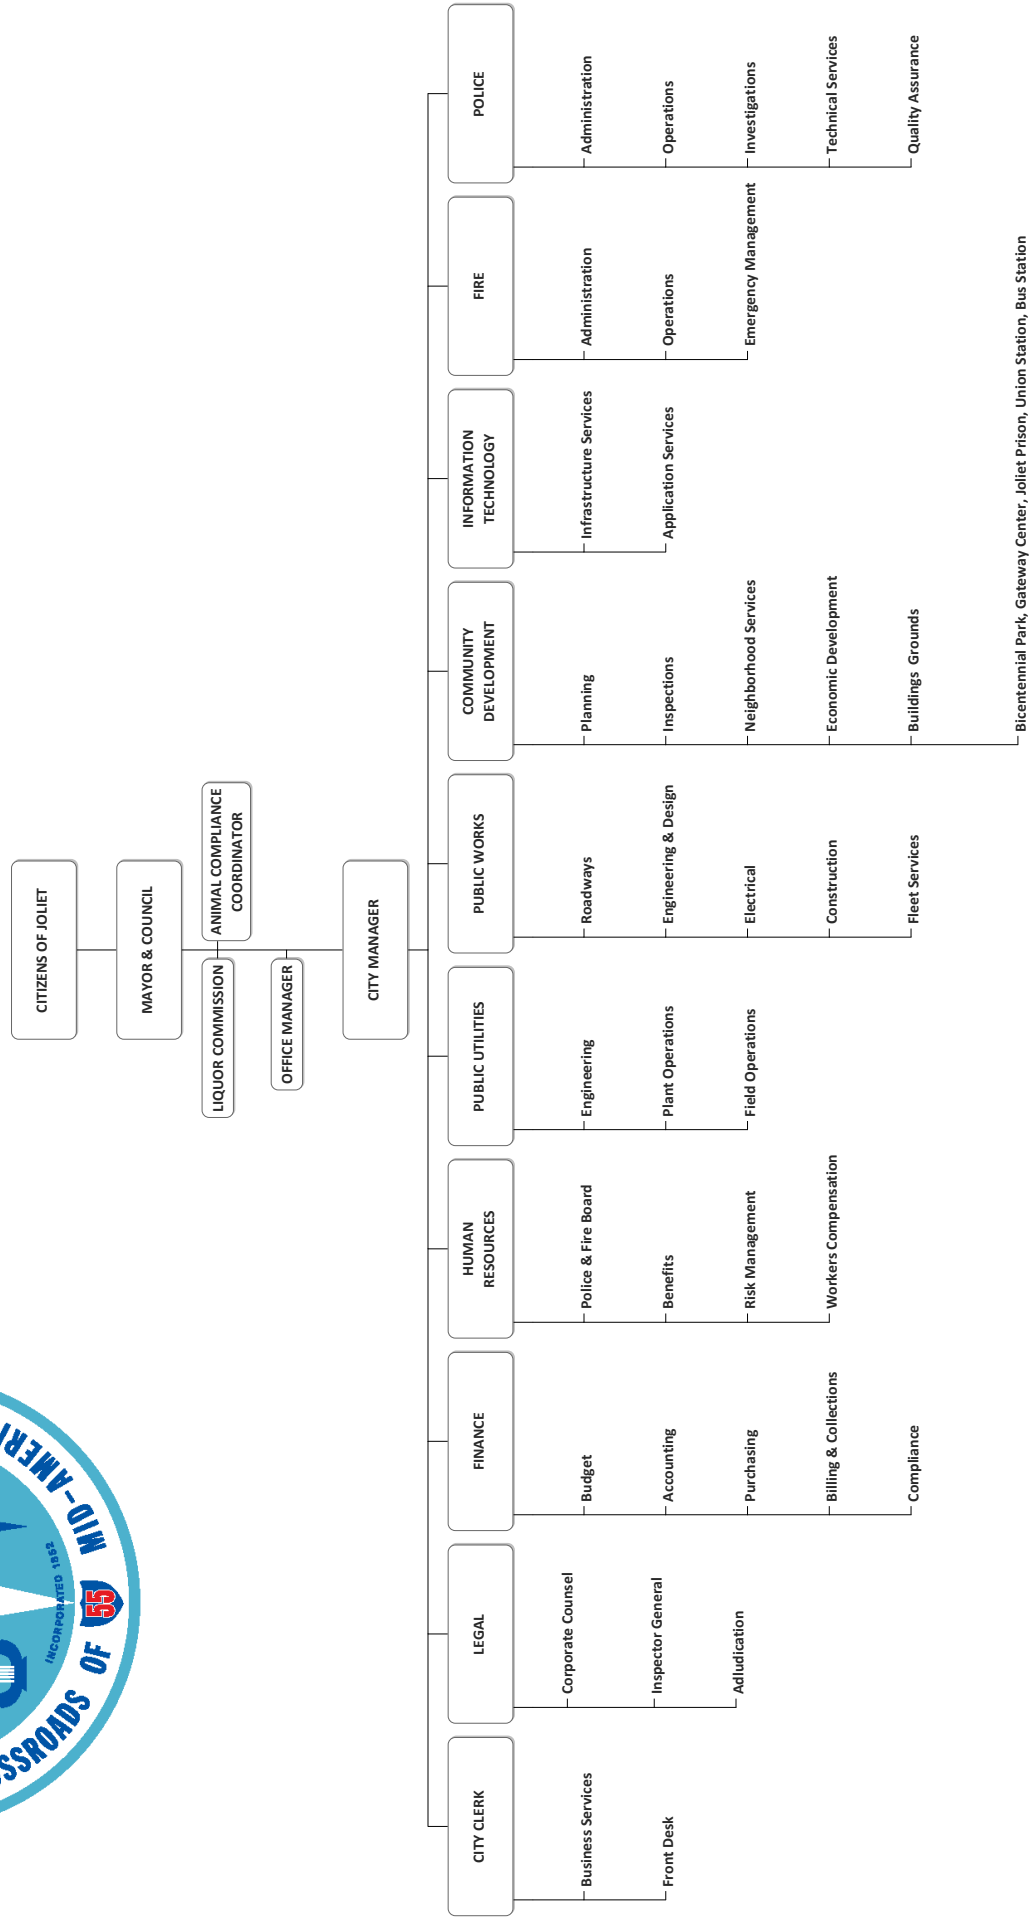 CITIZENS OF JOLIET
MAYOR & COUNCIL
LIQUOR COMMISSION
ANIMAL COMPLIANCE
COORDINATOR
OFFICE MANAGER
CITY MANAGER
CITY CLERK
Business Services
Front Desk
LEGAL
Corporate Counsel
Inspector General
Adludication
FINANCE
Budget
Accounting
Purchasing
Billing & Collections
Compliance
HUMAN
RESOURCES
Police & Fire Board
Benefits
Risk Management
Workers Compensation
PUBLIC UTILITIES
Engineering
Plant Operations
Field Operations
PUBLIC WORKS
Roadways
Engineering & Design
Electrical
Construction
Fleet Services
COMMUNITY
DEVELOPMENT
Planning
Inspections
Neighborhood Services
Economic Development
Buildings Grounds
Bicentennial Park, Gateway Center, Joliet Prison, Union Station, Bus Station
INFORMATION
TECHNOLOGY
Infrastructure Services
Application Services
FIRE
Administration
Operations
Emergency Management
POLICE
Administration
Operations
Investigations
Technical Services
Quality Assurance
INCORPORATED 1852
OF 55